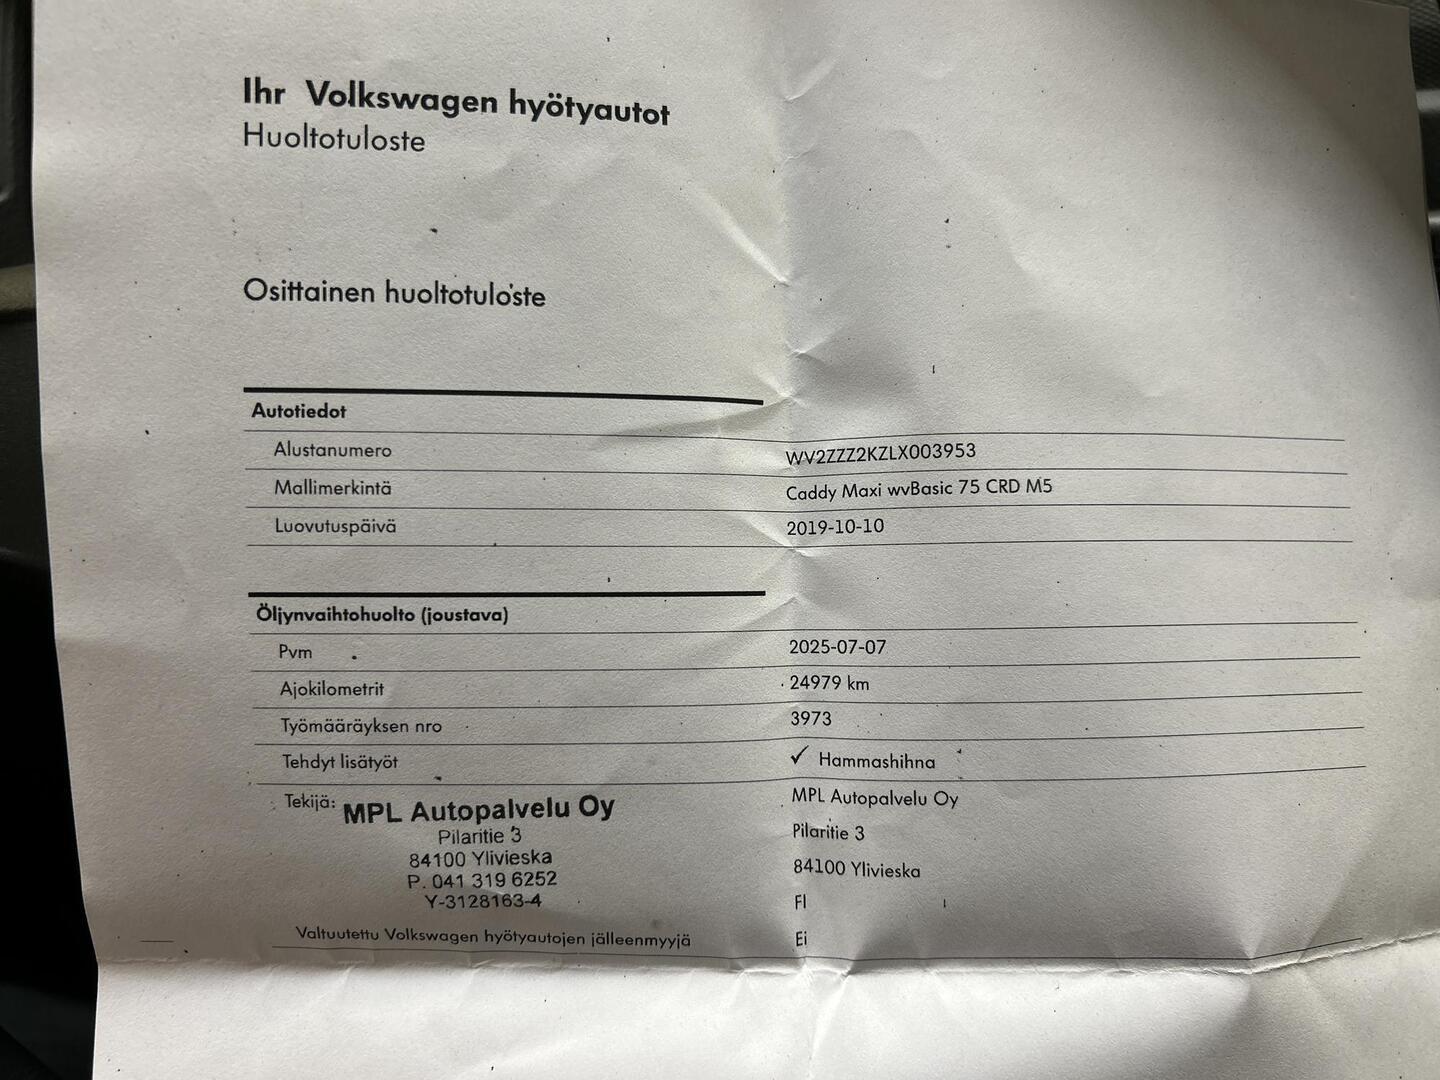 Ihr Volkswagen hyötyautot
Huoltotuloste
Osittainen huoltotuloste
Autotiedot
Alustanumero WV2ZZZ2KZLX003953
Mallimerkintä Caddy Maxi wvBasic 75 CRD M5
Luovutuspäivä 2019-10-10
Öljynvaihtohuolto (joustava)
Pvm 2025-07-07
Ajokilometrit 24979 km
Työmääräyksen nro 3973
Tehdyt lisätyöt ✓ Hammashihna
Tekijä: MPL Autopalvelu Oy MPL Autopalvelu Oy
Pilaritie 3 Pilaritie 3
84100 Ylivieska 84100 Ylivieska
P. 041 319 6252
Y-3128163-4 FI
Valtuutettu Volkswagen hyötyautojen jälleenmyyjä Ei